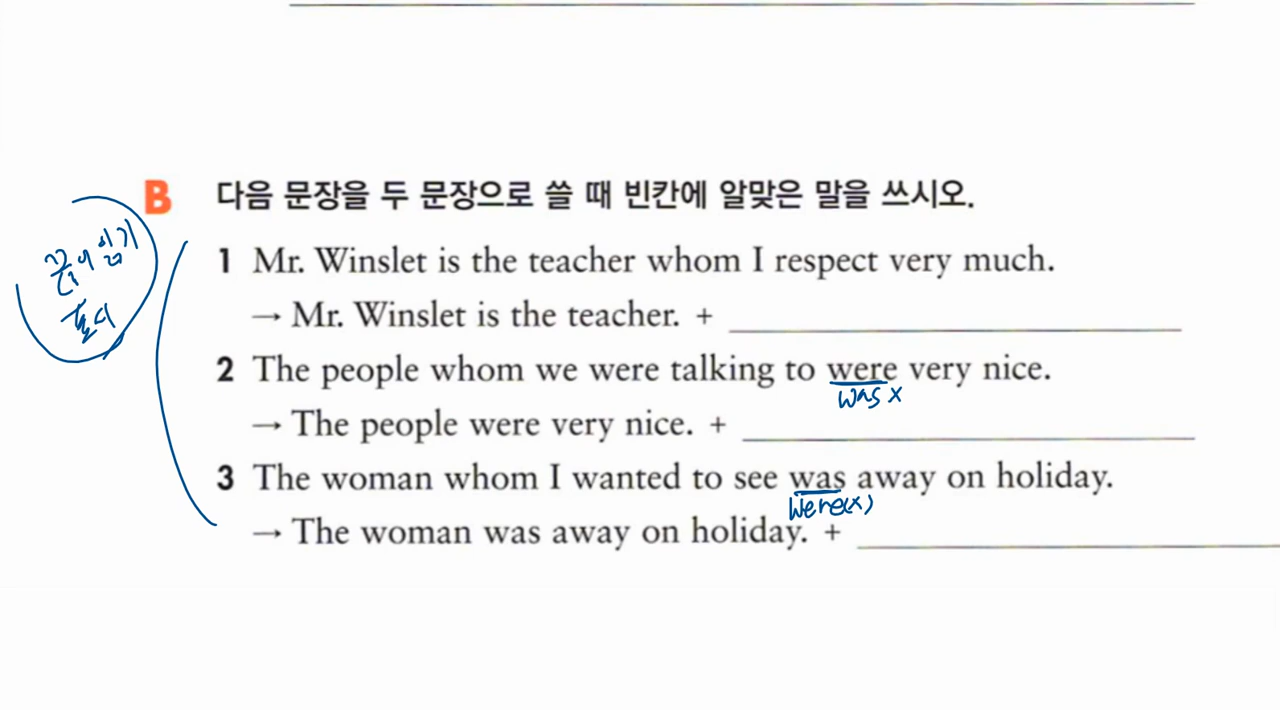 B 다음 문장을 두 문장으로 쓸 때 빈칸에 알맞은 말을 쓰시오.
끊어 읽기
표시
1 Mr. Winslet is the teacher whom I respect very much.
→ Mr. Winslet is the teacher. +
2 The people whom we were talking to were very nice.
was x
→ The people were very nice. +
3 The woman whom I wanted to see was away on holiday.
were(x)
→ The woman was away on holiday. +